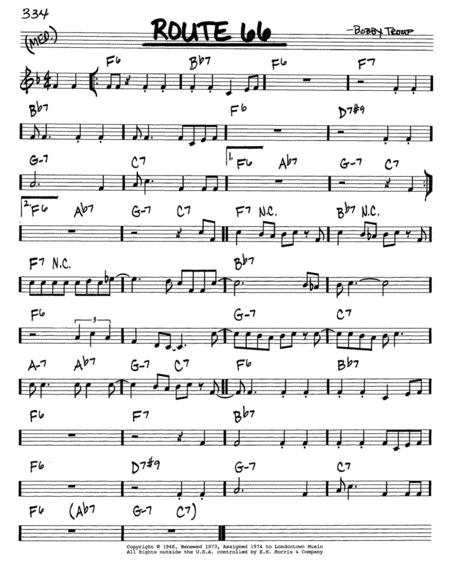 334
(MED.)
ROUTE 66
-BOBBY TROUP
F6 Bb7 F6 F7
Bb7 F6 D7#9
G-7 C7 1. F6 Ab7 G-7 C7
2. F6 Ab7 G-7 C7 F7 N.C. Bb7 N.C.
F7 N.C. Bb7
F6 3 3 G-7 C7
A-7 Ab7 G-7 C7 F6 Bb7
F6 F7 Bb7
F6 D7#9 G-7 C7
F6 (Ab7 G-7 C7)
Copyright © 1946, Renewed 1973, Assigned 1974 to Londontown Music
All Rights outside the U.S.A. controlled by E.H. Morris & Company